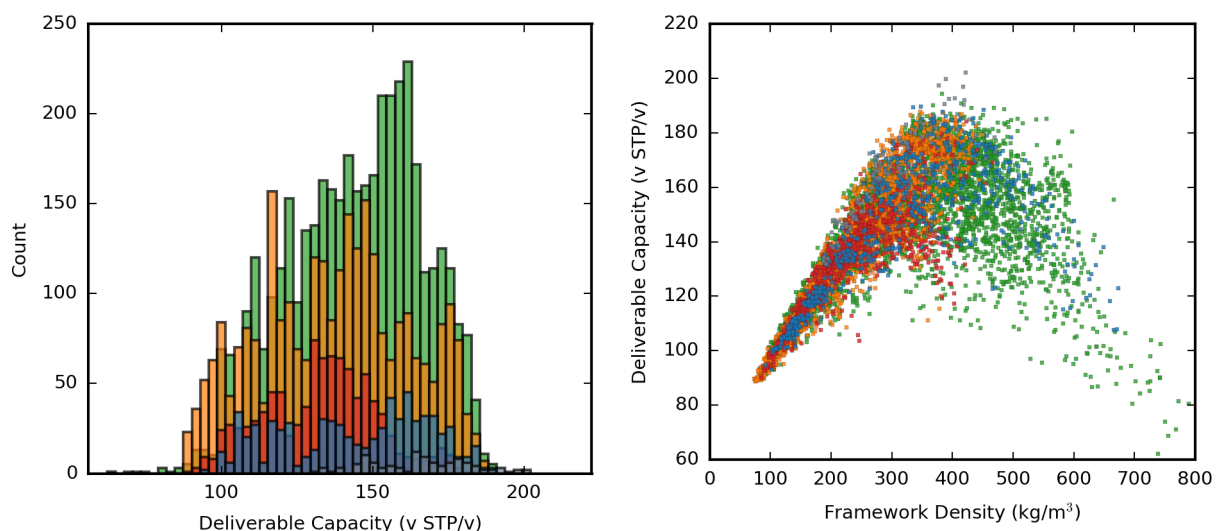 250
200
150
100
50
0
Count
100 150 200
Deliverable Capacity (v STP/v)
220
200
180
160
140
120
100
80
60
Deliverable Capacity (v STP/v)
0 100 200 300 400 500 600 700 800
Framework Density (kg/m³)